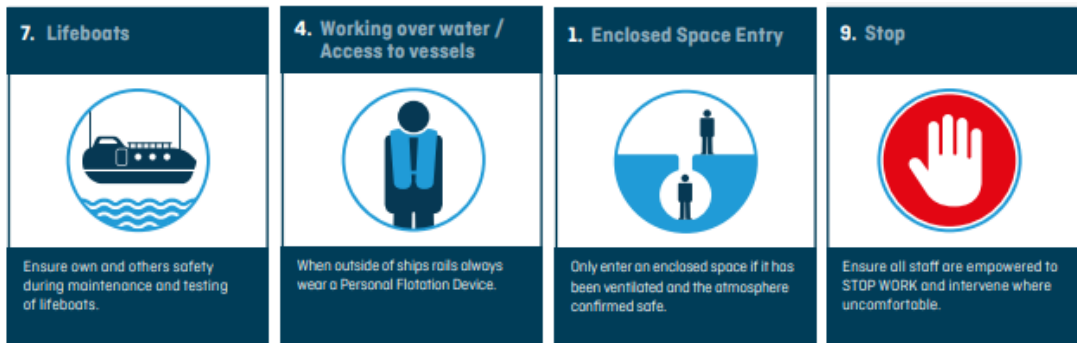 7. Lifeboats
Ensure own and others safety
during maintenance and testing
of lifeboats.
4. Working over water /
Access to vessels
When outside of ships rails always
wear a Personal Flotation Device.
1. Enclosed Space Entry
Only enter an enclosed space if it has
been ventilated and the atmosphere
confirmed safe.
9. Stop
Ensure all staff are empowered to
STOP WORK and intervene where
uncomfortable.